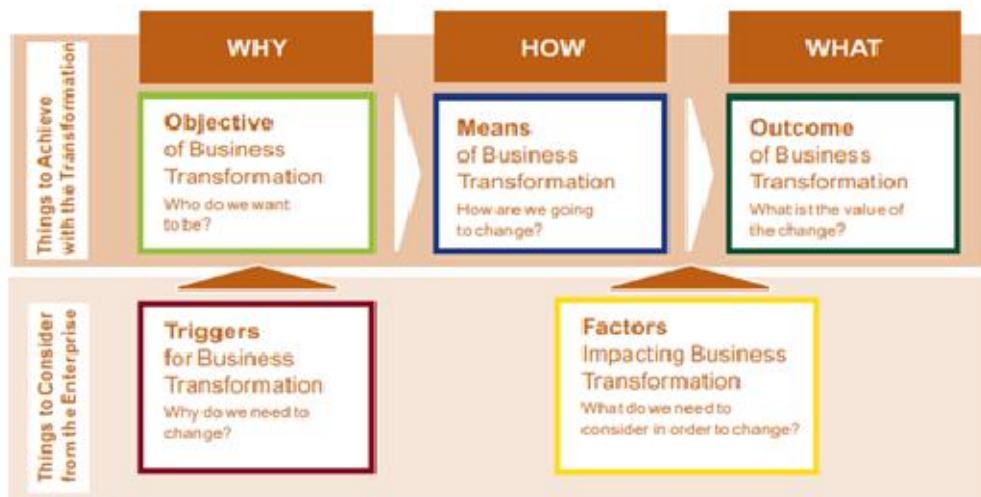 WHY
HOW
WHAT
Things to Achieve
with the Transformation
Objective
of Business
Transformation
Who do we want
to be?
Means
of Business
Transformation
How are we going
to change?
Outcome
of Business
Transformation
What ist the value of
the change?
Things to Consider
from the Enterprise
Triggers
for Business
Transformation
Why do we need to
change?
Factors
Impacting Business
Transformation
What do we need to
consider in order to change?